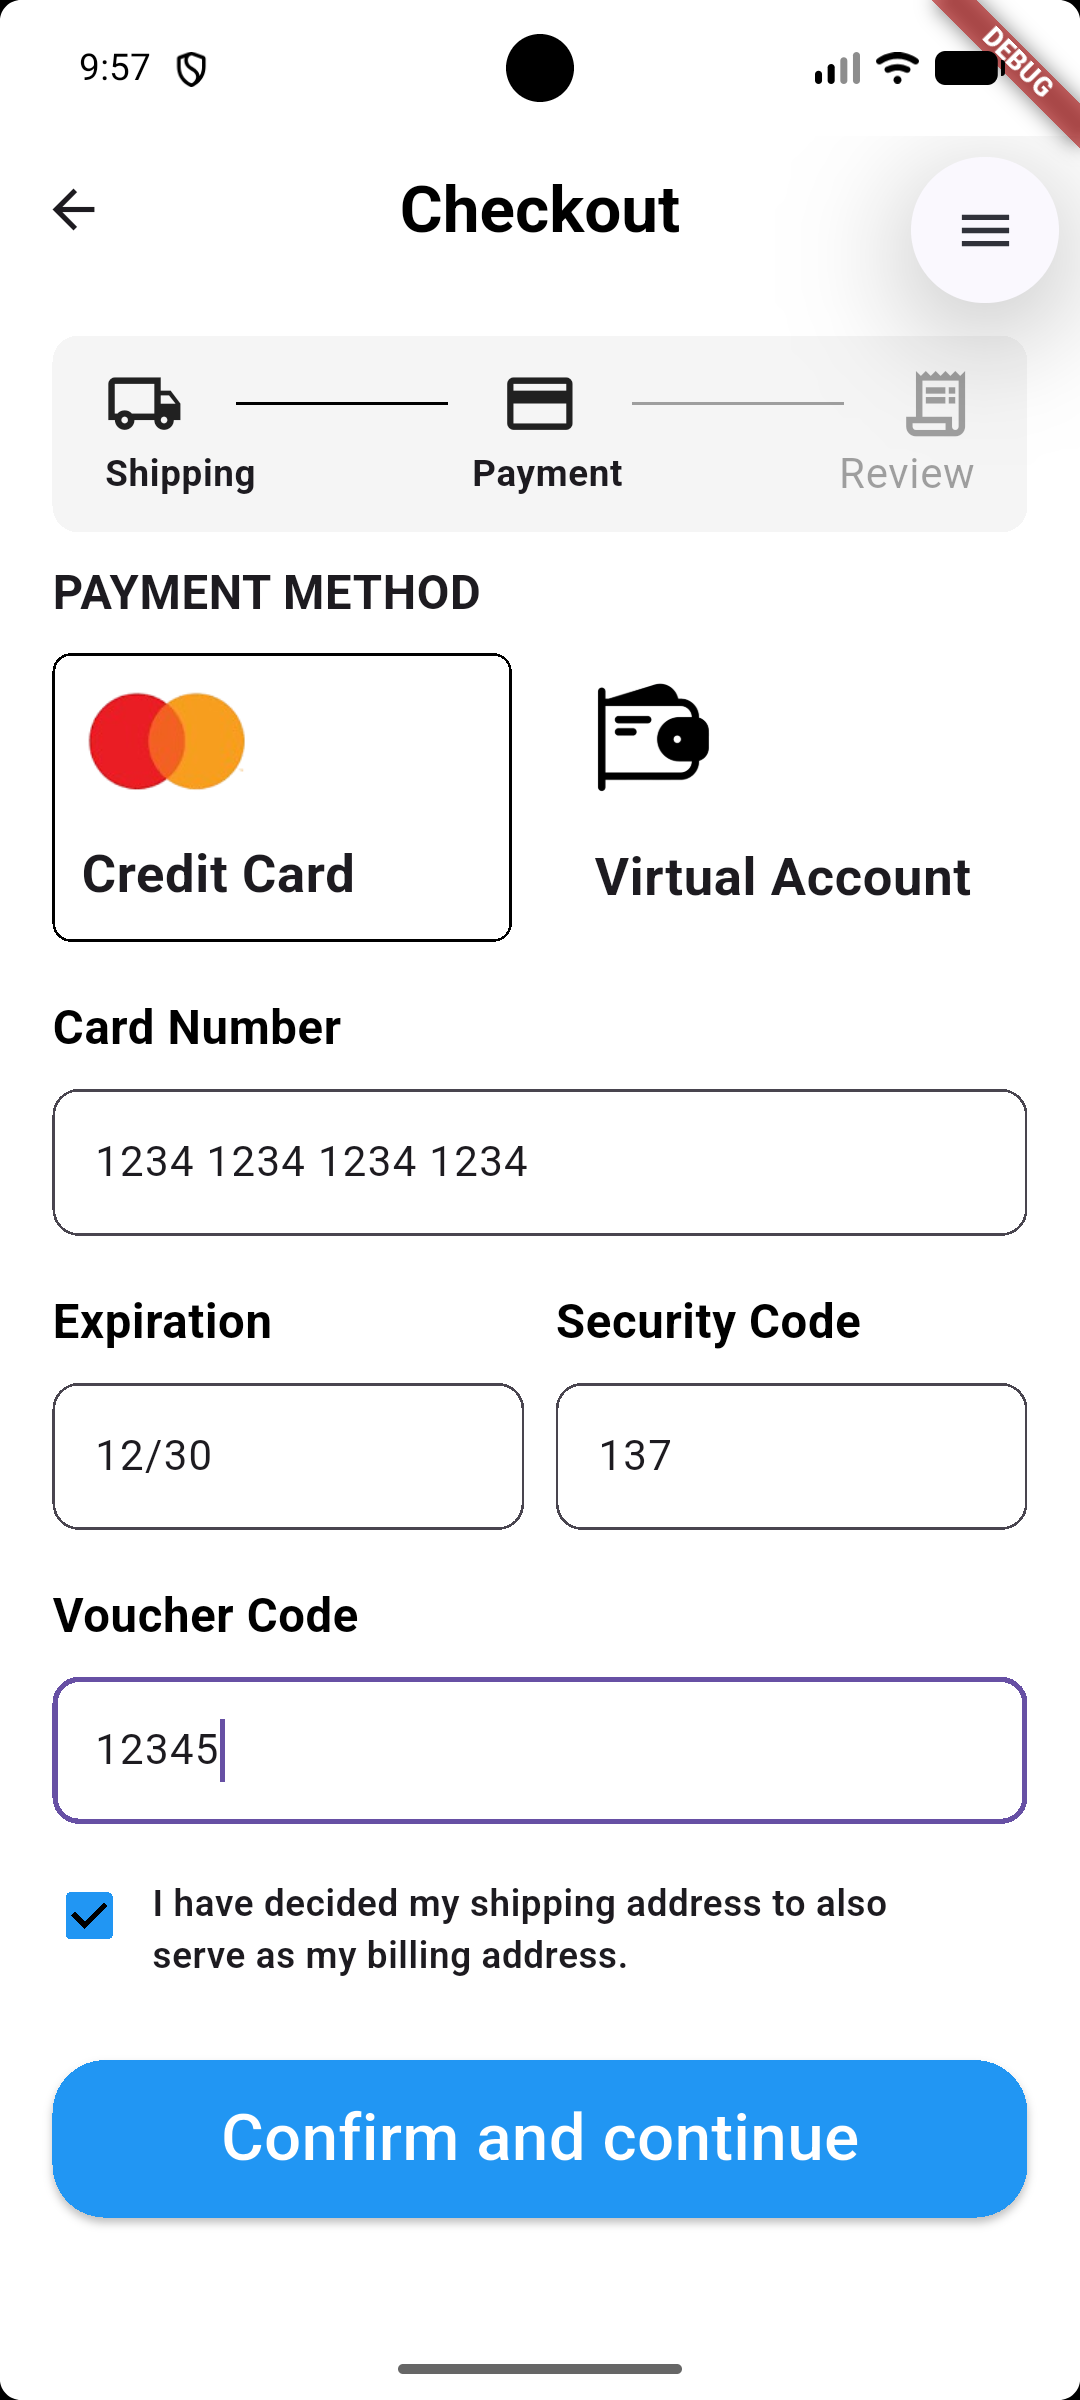 9:57
DEBUG
Checkout
Shipping
Payment
Review
PAYMENT METHOD
Credit Card
Virtual Account
Card Number
1234 1234 1234 1234
Expiration
Security Code
12/30
137
Voucher Code
12345
I have decided my shipping address to also
serve as my billing address.
Confirm and continue